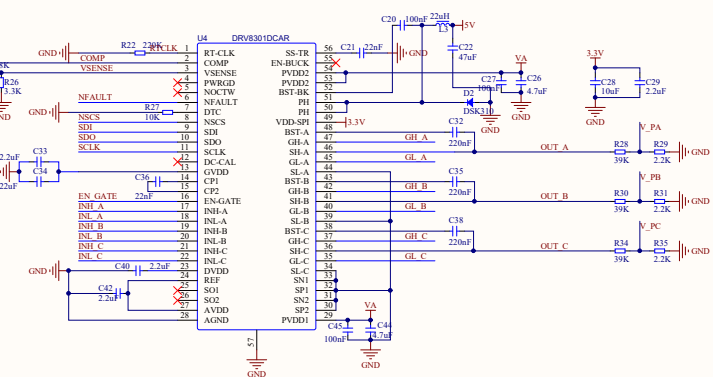 C20 100nF 22uH L3 5V
U4 DRV8301DCAR
R22 220K RTCLK
GND
COMP
VSENSE
R26
3.3K
GND
NFAULT
GND R27 10K
NSCS
SDI
SDO
SCLK
C33
2.2uF
C34
22uF
GND
C36
22nF
EN_GATE
INH_A
INL_A
INH_B
INL_B
INH_C
INL_C
GND C40 2.2uF
C42
2.2uF
1 RT-CLK SS-TR 56
2 COMP EN-BUCK 55
3 VSENSE PVDD2 54
4 PWRGD PVDD2 53
5 NOCTW BST-BK 52
6 NFAULT PH 51
7 DTC PH 50
8 NSCS VDD-SPI 49
9 SDI BST-A 48
10 SDO GH-A 47
11 SCLK SH-A 46
12 DC-CAL GL-A 45
13 GVDD SL-A 44
14 CP1 BST-B 43
15 CP2 GH-B 42
16 EN-GATE SH-B 41
17 INH-A GL-B 40
18 INL-A SL-B 39
19 INH-B BST-C 38
20 INL-B GH-C 37
21 INH-C SH-C 36
22 INL-C GL-C 35
23 DVDD SL-C 34
24 REF SN1 33
25 SO1 SP1 32
26 SO2 SN2 31
27 AVDD SP2 30
28 AGND PVDD1 29
57
GND
C21 22nF GND
C22
47uF
VA
C27
100nF
C26
4.7uF
GND
D2
DSK310
GND
3.3V
3.3V
C28
10uF
C29
2.2uF
GND
C32
220nF
GH_A
GL_A
OUT_A
V_PA
R28
39K
R29
2.2K
GND
C35
220nF
GH_B
GL_B
OUT_B
V_PB
R30
39K
R31
2.2K
GND
C38
220nF
GH_C
GL_C
OUT_C
V_PC
R34
39K
R35
2.2K
GND
VA
C45
100nF
C44
4.7uF
GND